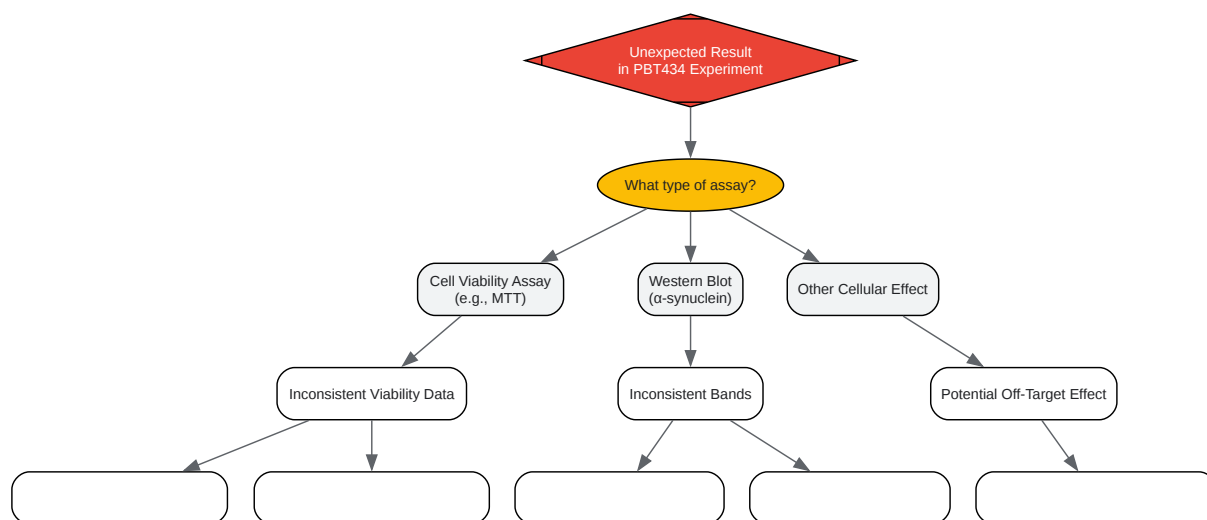 Unexpected Result
in PBT434 Experiment
What type of assay?
Cell Viability Assay
(e.g., MTT)
Western Blot
(α-synuclein)
Other Cellular Effect
Inconsistent Viability Data
Inconsistent Bands
Potential Off-Target Effect